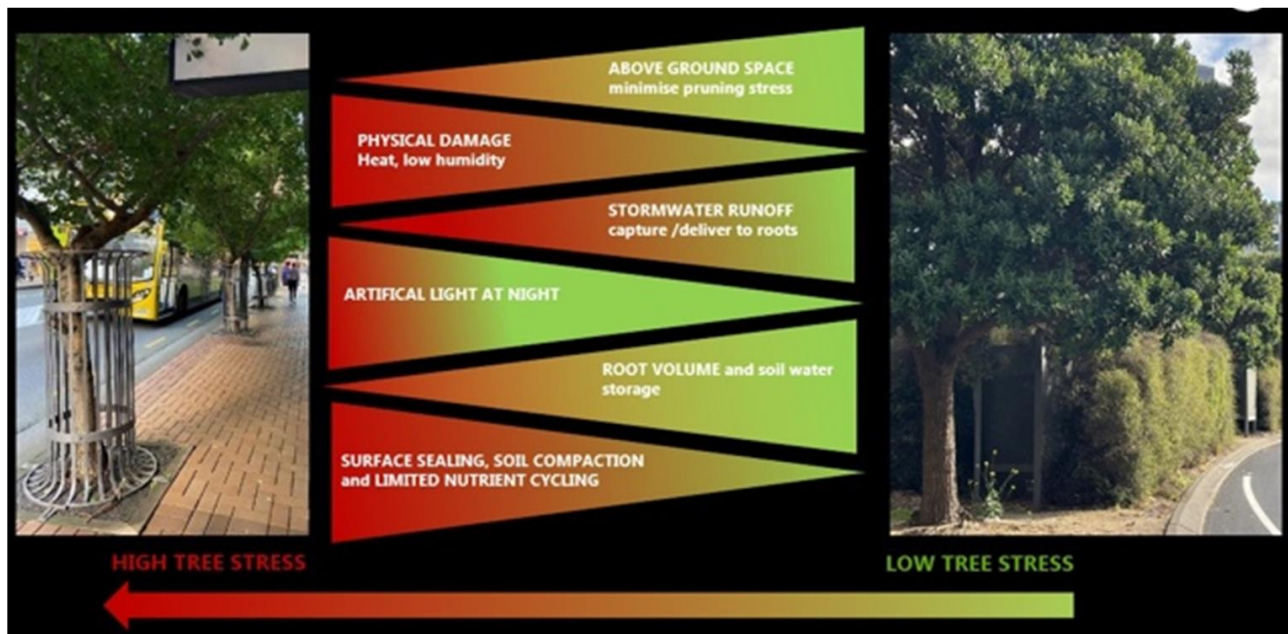 ABOVE GROUND SPACE
minimise pruning stress
PHYSICAL DAMAGE
Heat, low humidity
STORMWATER RUNOFF
capture /deliver to roots
ARTIFICAL LIGHT AT NIGHT
ROOT VOLUME and soil water
storage
SURFACE SEALING, SOIL COMPACTION
and LIMITED NUTRIENT CYCLING
HIGH TREE STRESS
LOW TREE STRESS